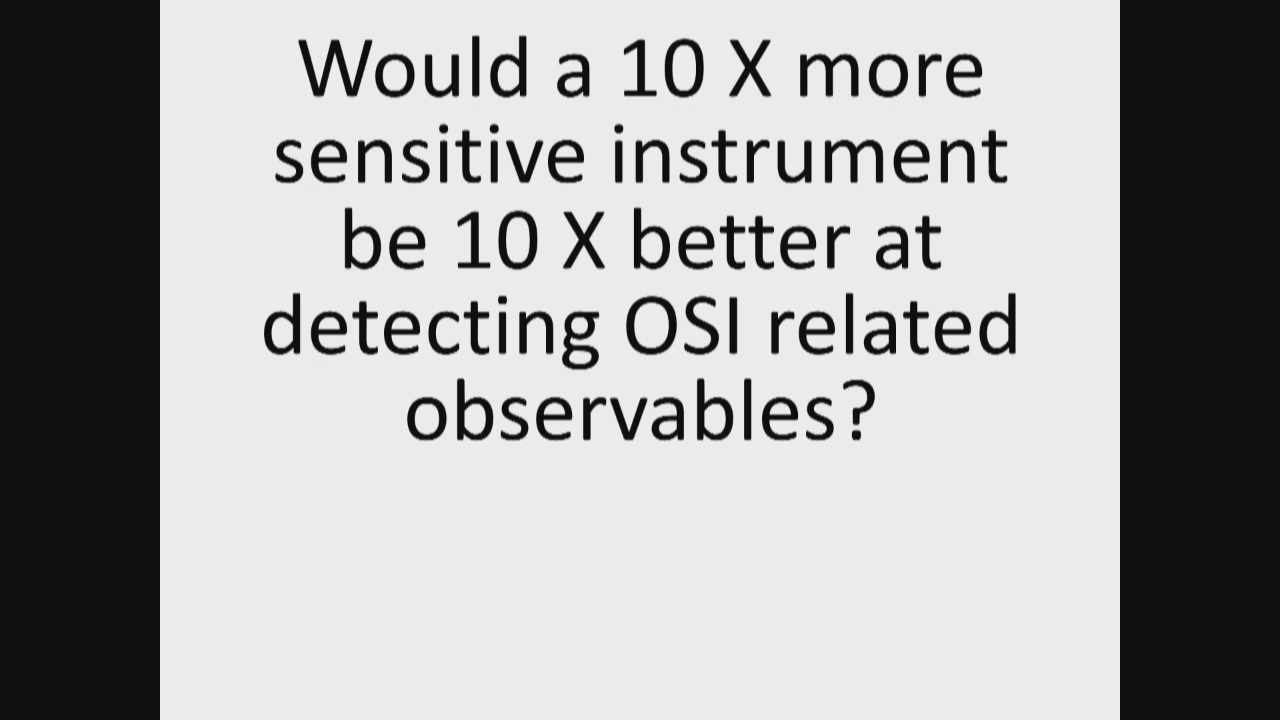 Would a 10 X more
sensitive instrument
be 10 X better at
detecting OSI related
observables?